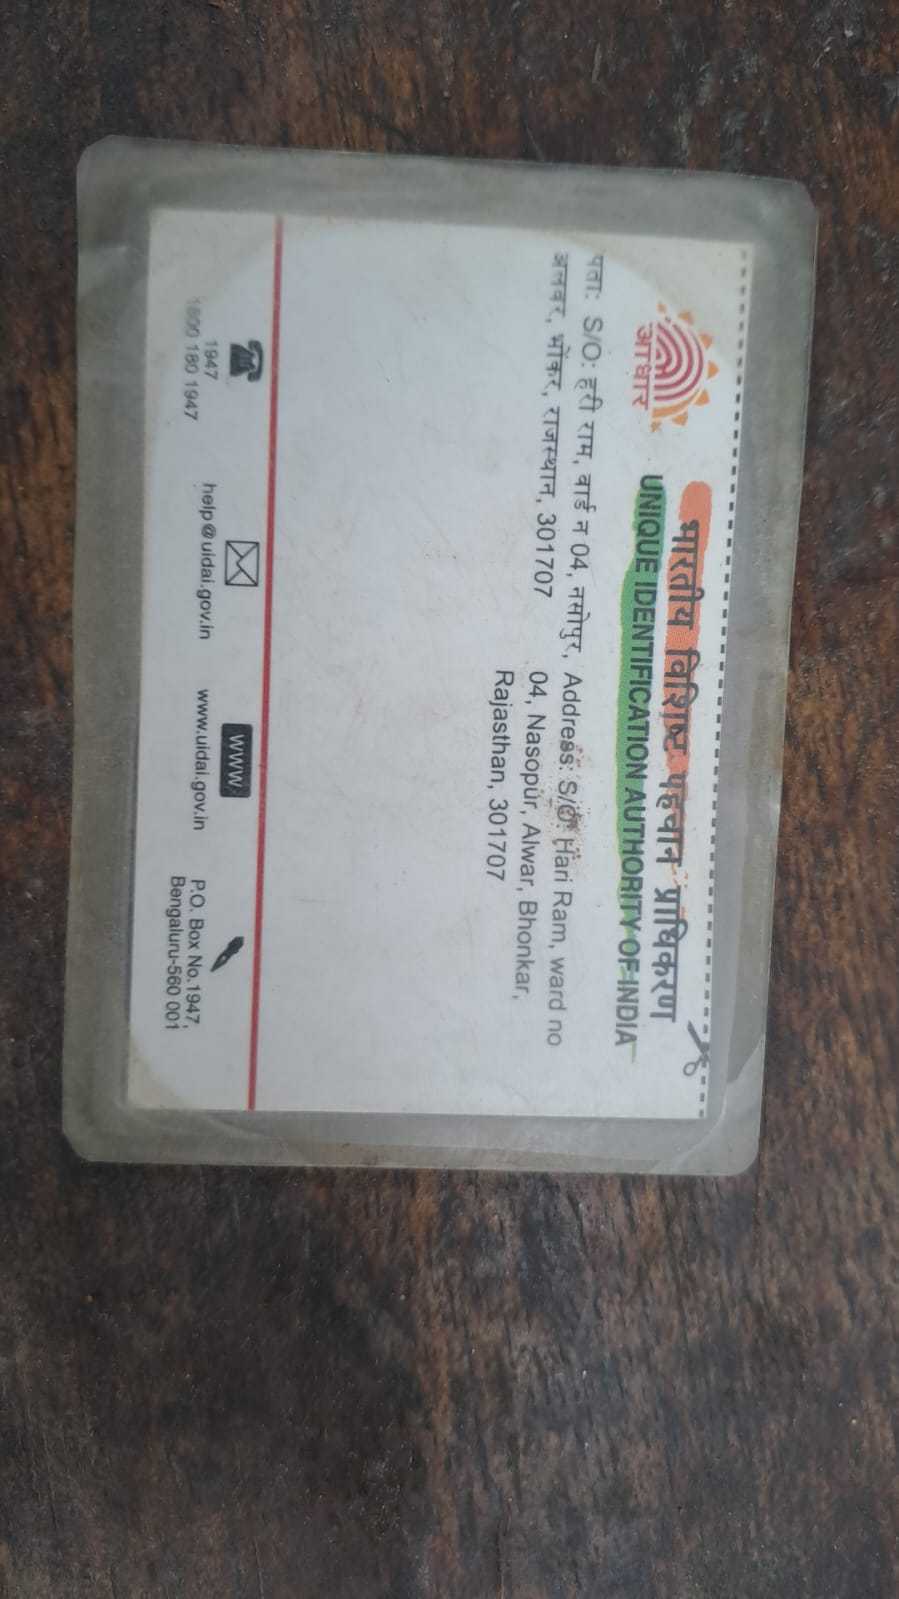 भारतीय विशिष्ट पहचान प्राधिकरण
UNIQUE IDENTIFICATION AUTHORITY OF INDIA
आधार
पता: S/O: हरी राम, वार्ड न 04, नसोपुर,
अलवर, भोंकर, राजस्थान, 301707
Address: S/O: Hari Ram, ward no
04, Nasopur, Alwar, Bhonkar,
Rajasthan, 301707
1947
1800 180 1947
help@uidai.gov.in
WWW
www.uidai.gov.in
P.O. Box No.1947,
Bengaluru-560 001